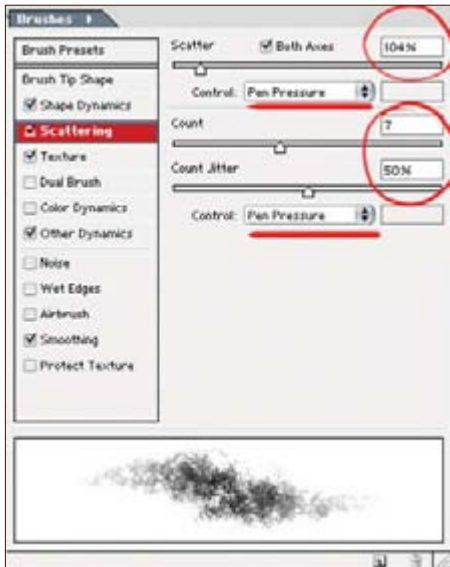 Brushes
Brush Presets
Brush Tip Shape
Shape Dynamics
Scattering
Texture
Dual Brush
Color Dynamics
Other Dynamics
Noise
Wet Edges
Airbrush
Smoothing
Protect Texture
Scatter Both Axes 104%
Control: Pen Pressure
Count 7
Count Jitter 50%
Control: Pen Pressure